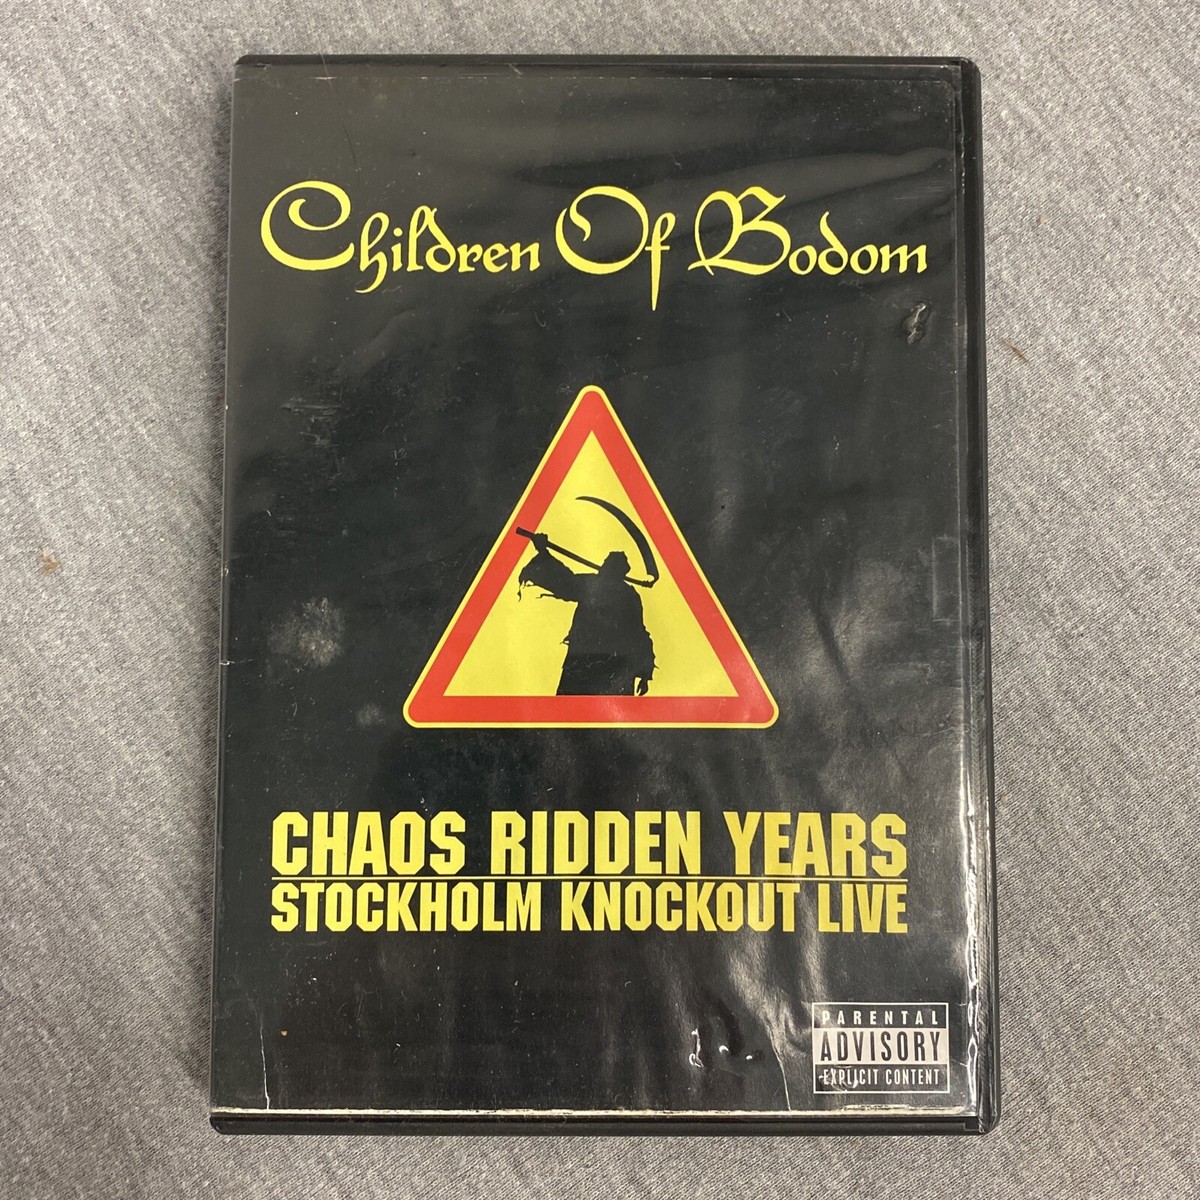 Children Of Bodom
CHAOS RIDDEN YEARS
STOCKHOLM KNOCKOUT LIVE
PARENTAL
ADVISORY
EXPLICIT CONTENT